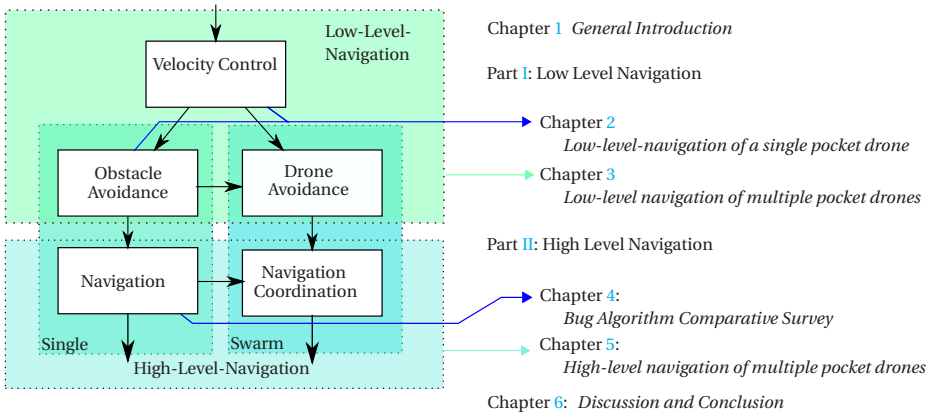 Low-Level-
Navigation
Velocity Control
Obstacle
Avoidance
Drone
Avoidance
Navigation
Navigation
Coordination
Single
Swarm
High-Level-Navigation
Chapter 1 General Introduction
Part I: Low Level Navigation
Chapter 2
Low-level-navigation of a single pocket drone
Chapter 3
Low-level navigation of multiple pocket drones
Part II: High Level Navigation
Chapter 4:
Bug Algorithm Comparative Survey
Chapter 5:
High-level navigation of multiple pocket drones
Chapter 6: Discussion and Conclusion